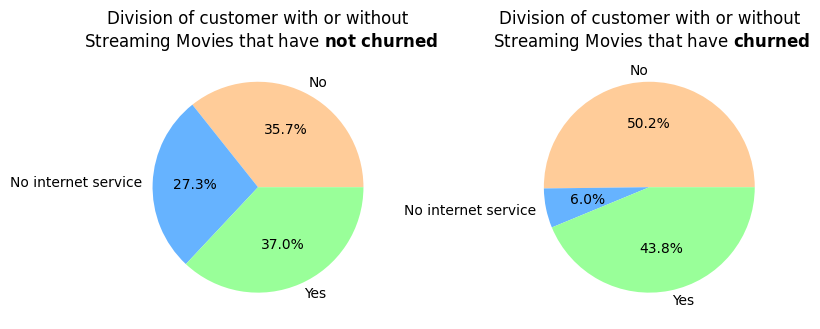 Division of customer with or without
Streaming Movies that have not churned
No
35.7%
No internet service
27.3%
37.0%
Yes
Division of customer with or without
Streaming Movies that have churned
No
50.2%
No internet service
6.0%
43.8%
Yes